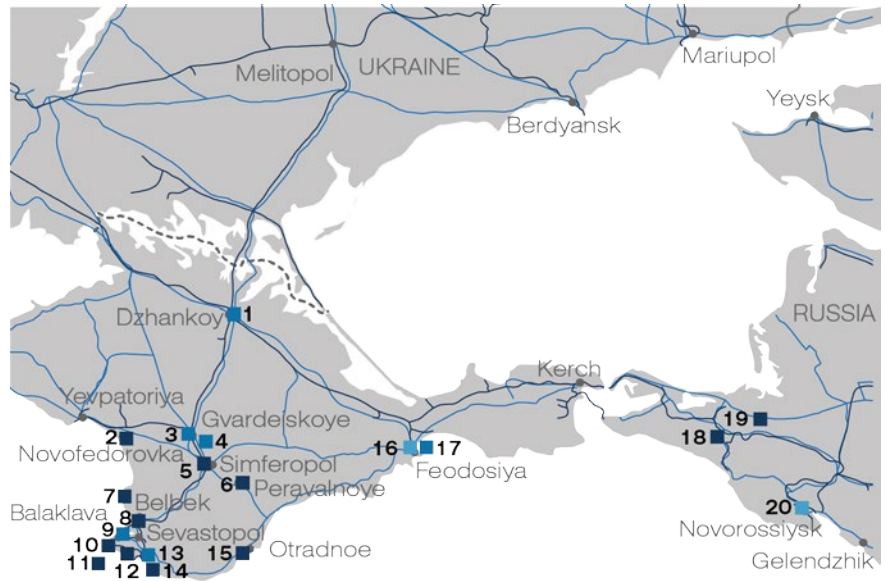 Mariupol
Melitopol
UKRAINE
Yeysk
Berdyansk
RUSSIA
Dzhankoy 1
Kerch
Yevpatoriya
Gvardeiskoye
19
3
4
2
18
16
17
Novofedorovka
5
Simferopol
Feodosiya
6
Peravalnoye
7
Belbek
20
Balaklava
8
Novorossiysk
9
Sevastopol
10
13
15
Otradnoe
Gelendzhik
11
12
14